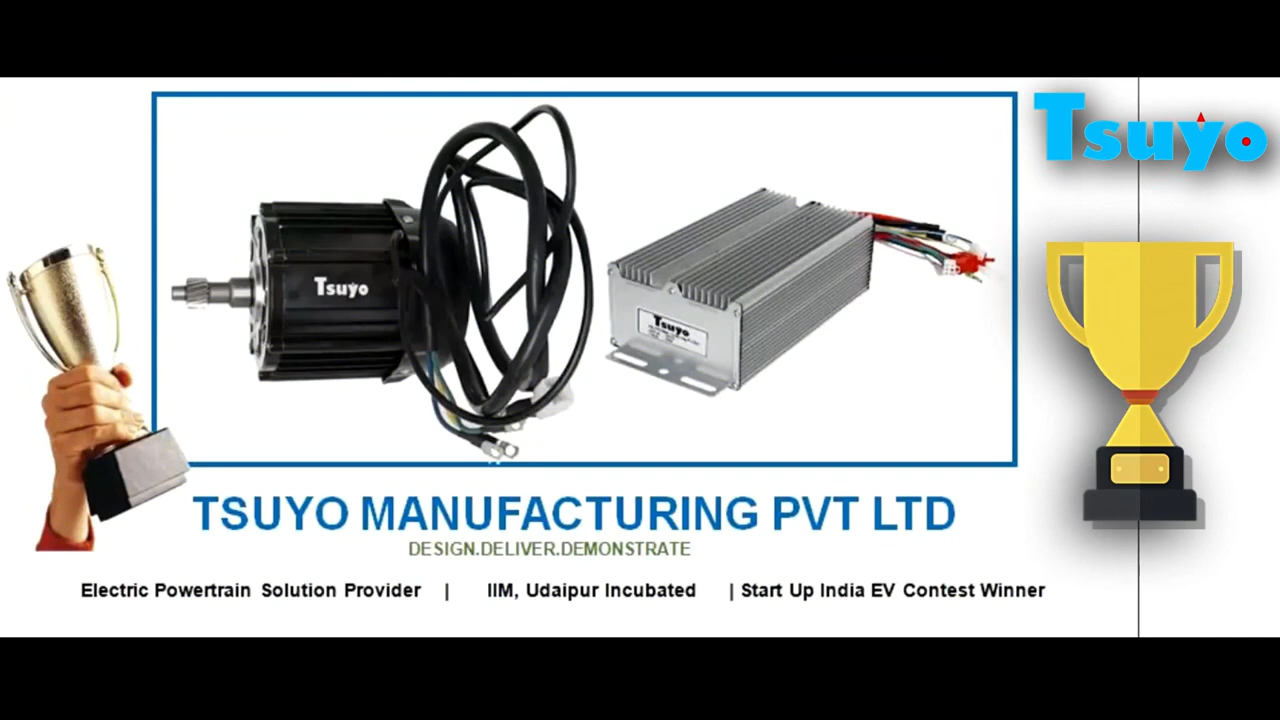 Tsuyo
Tsuyo
Tsuyo
TSUYO MANUFACTURING PVT LTD
DESIGN.DELIVER.DEMONSTRATE
Electric Powertrain Solution Provider | IIM, Udaipur Incubated | Start Up India EV Contest Winner